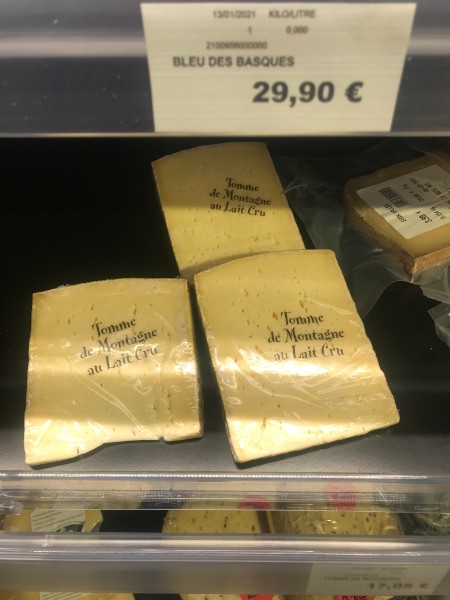 13/01/2021 KILO/LITRE
1 0,000
2100956000000
BLEU DES BASQUES
29,90 €
Tomme
de Montagne
au Lait Cru
Tomme
de Montagne
au Lait Cru
Tomme
de Montagne
au Lait Cru
17,05 €